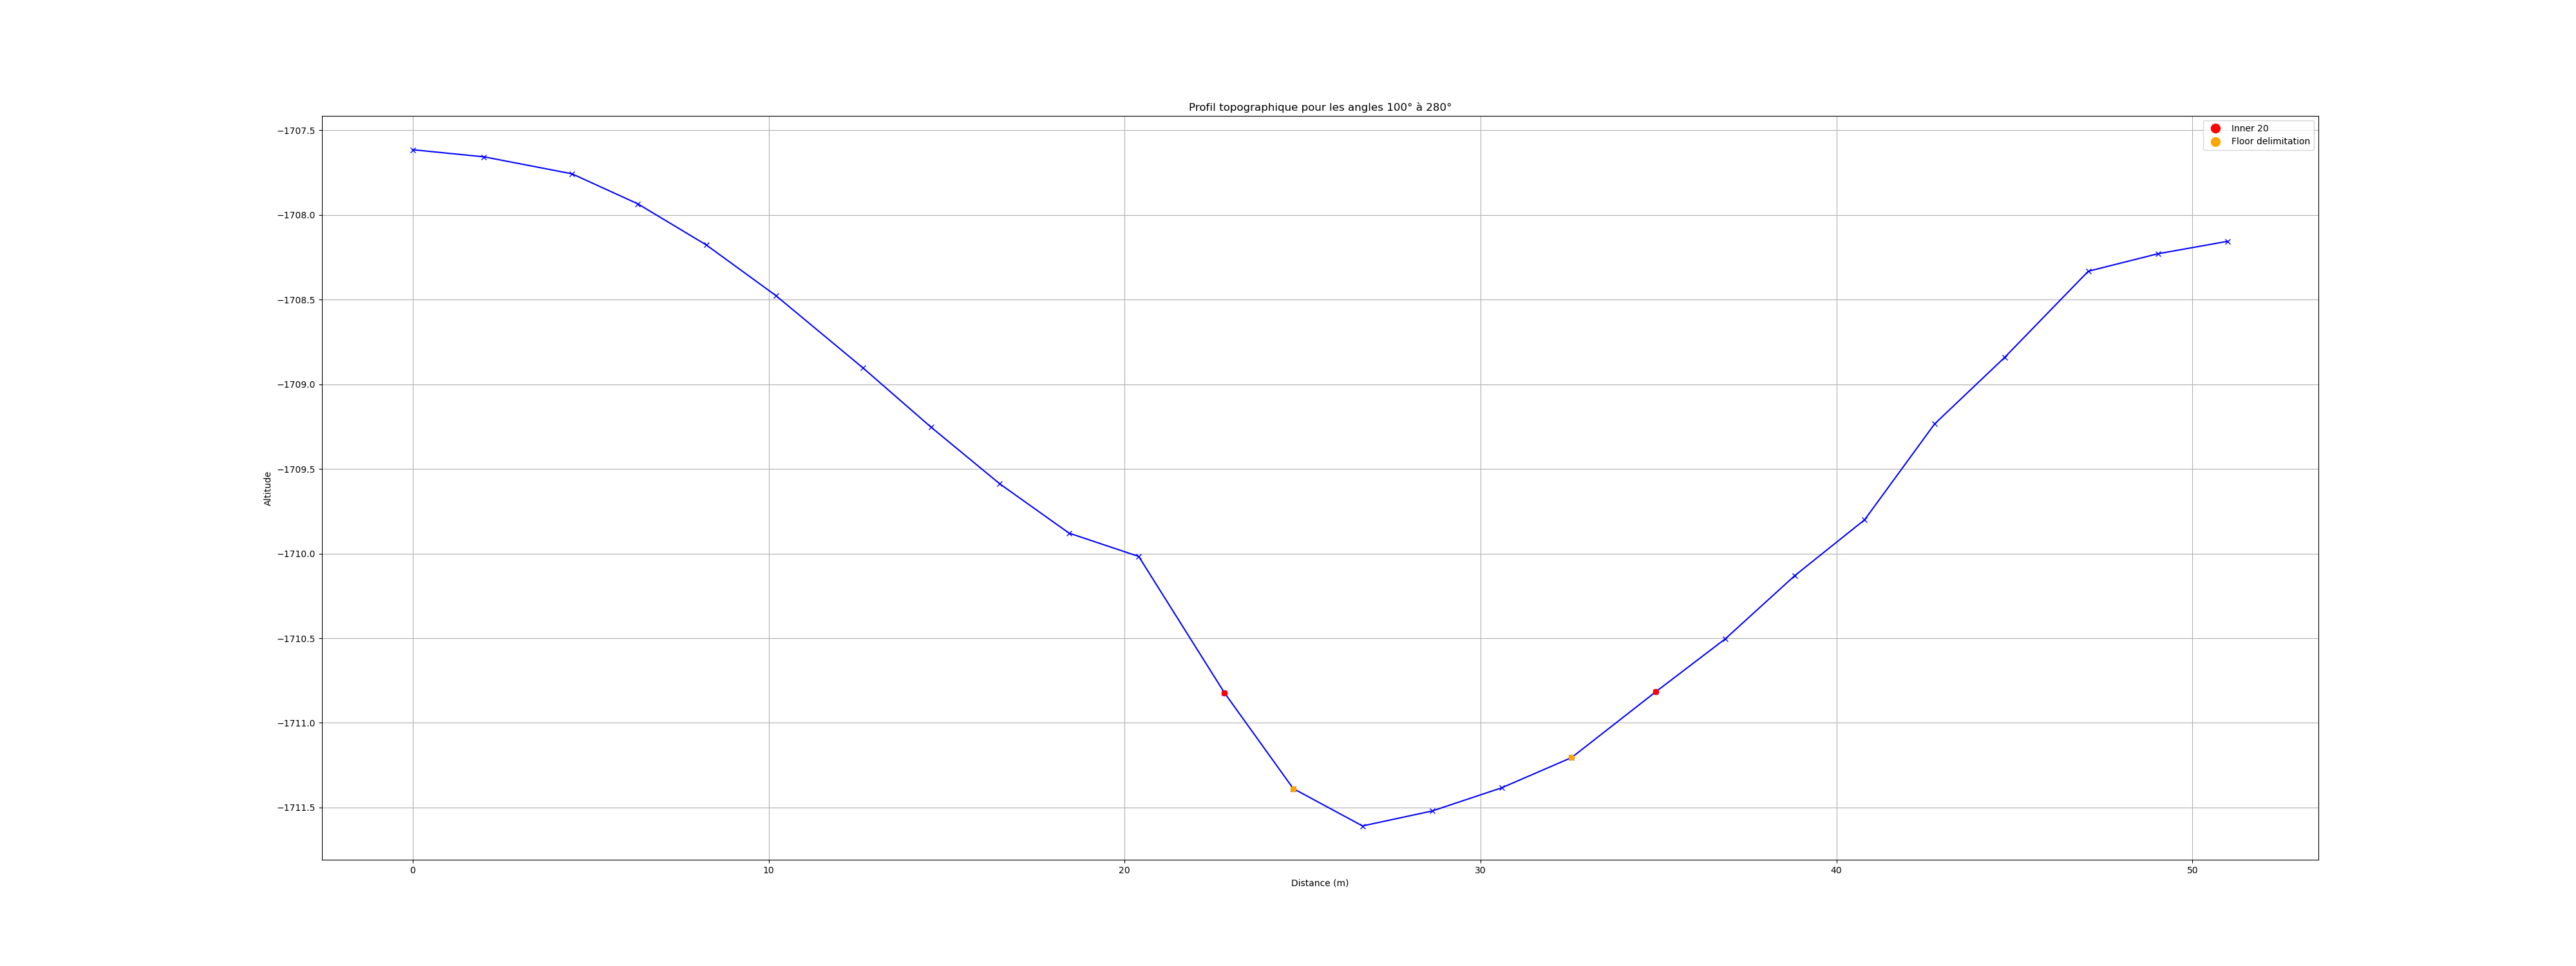 Profil topographique pour les angles 100° à 280°
Inner 20
Floor delimitation
−1707.5
−1708.0
−1708.5
−1709.0
−1709.5
−1710.0
−1710.5
−1711.0
−1711.5
Altitude
0 10 20 30 40 50
Distance (m)